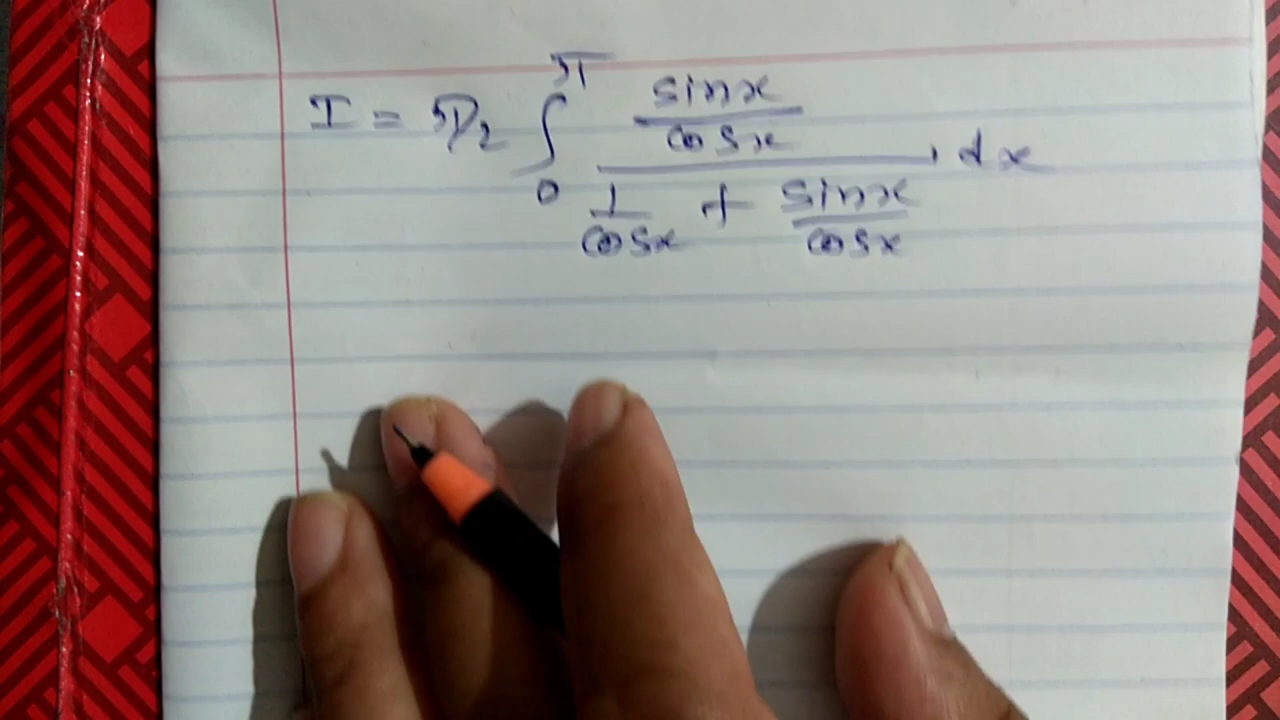 I = π/2 ∫₀^π (sinx/cosx)/(1/cosx + sinx/cosx) . dx